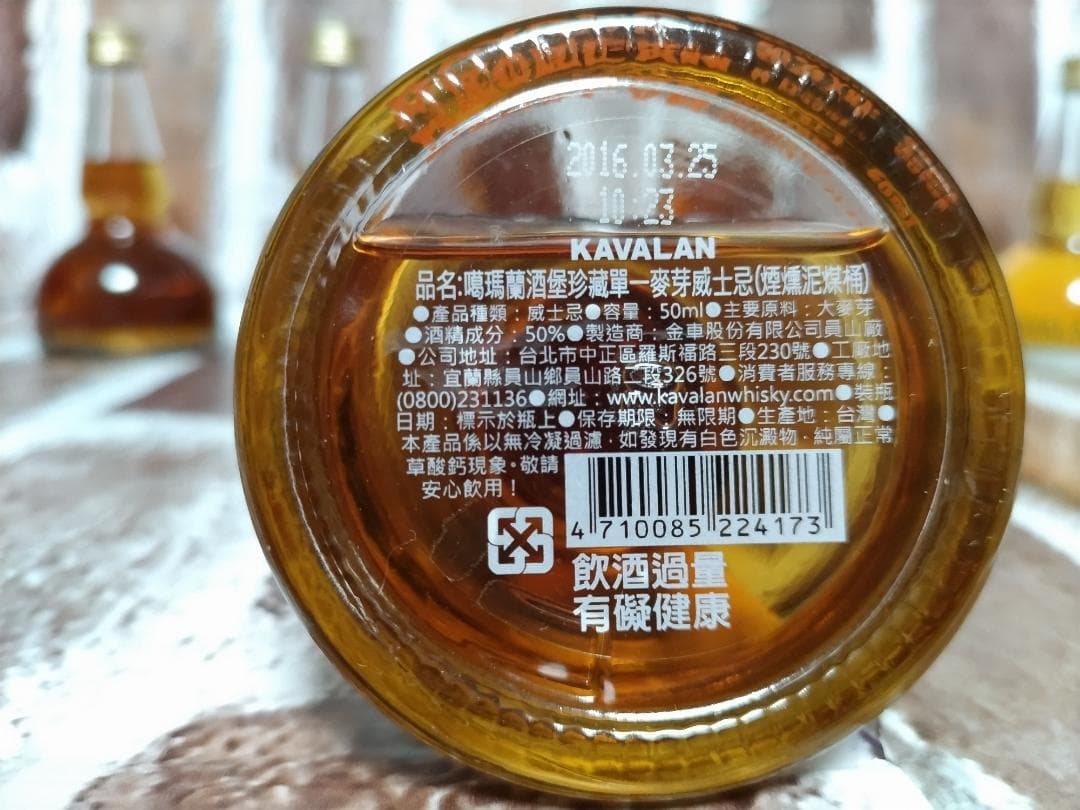 2016.03.25
10:23
KAVALAN
品名:噶瑪蘭酒堡珍藏單一麥芽威士忌(煙燻泥煤桶)
●產品種類：威士忌●容量：50ml●主要原料：大麥芽
●酒精成分：50%●製造商：金車股份有限公司員山廠
●公司地址：台北市中正區羅斯福路三段230號●工廠地
址：宜蘭縣員山鄉員山路二段326號●消費者服務專線：
(0800)231136●網址：www.kavalanwhisky.com●裝瓶
日期：標示於瓶上●保存期限：無限期●生產地：台灣●
本產品係以無冷凝過濾，如發現有白色沉澱物，純屬正常
草酸鈣現象。敬請
安心飲用！
4 710085 224173
飲酒過量
有礙健康